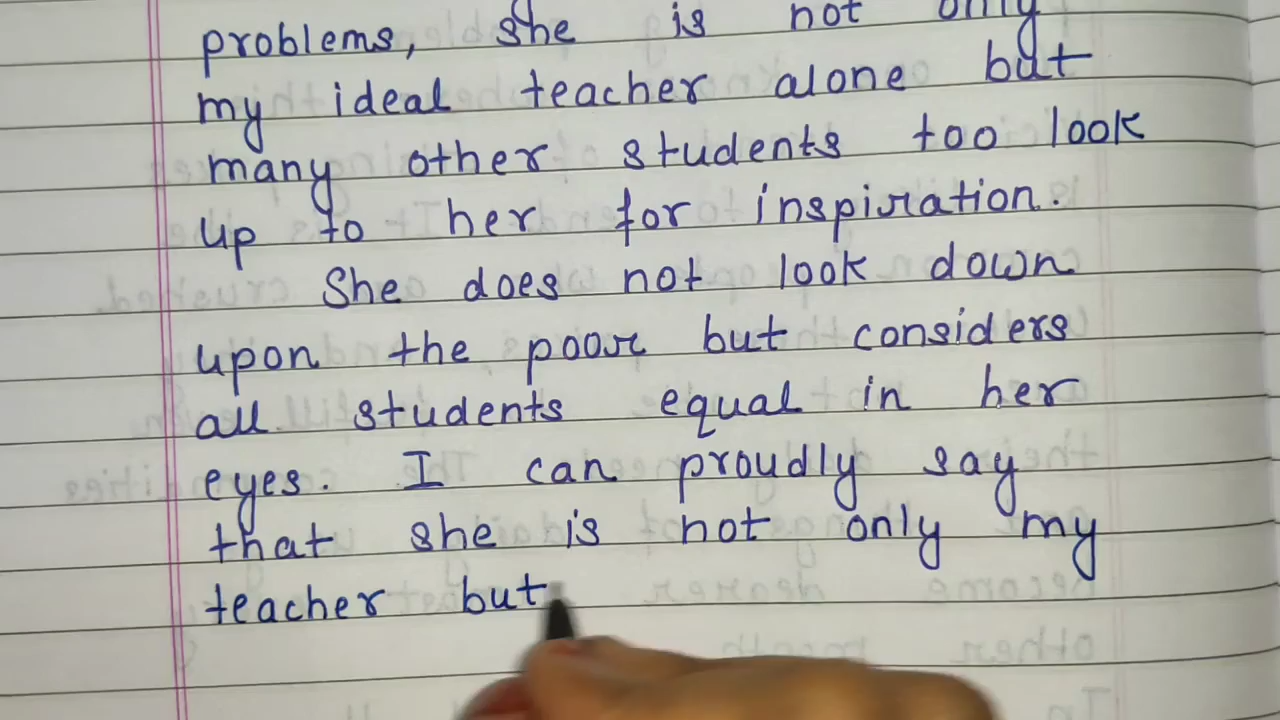 problems, she is not only
my ideal teacher alone but
many other students too look
up to her for inspiration.
She does not look down
upon the poor but considers
all students equal in her
eyes. I can proudly say
that she is not only my
teacher but